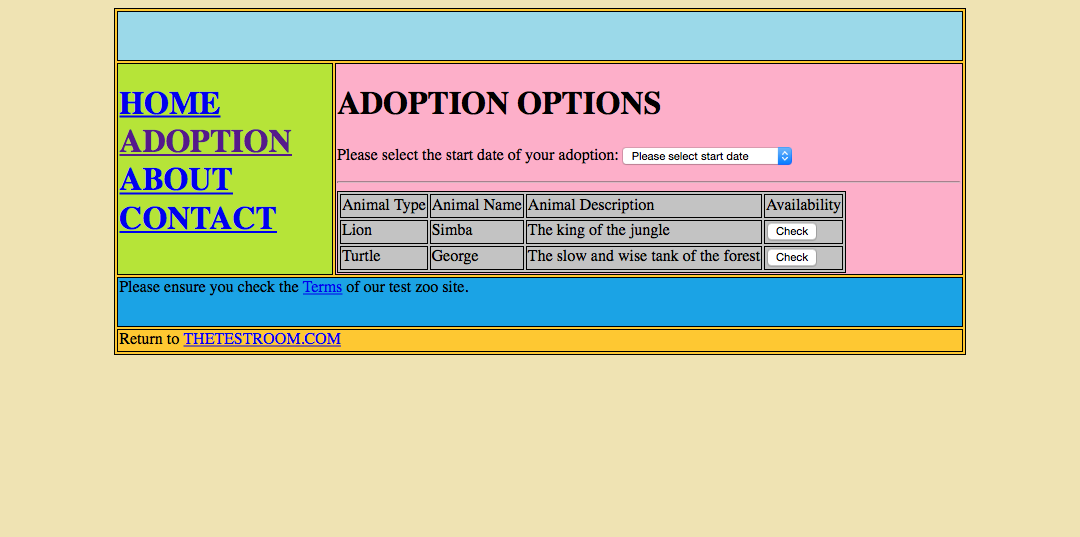 HOME
ADOPTION
ABOUT
CONTACT
ADOPTION OPTIONS
Please select the start date of your adoption: Please select start date
Animal Type Animal Name Animal Description Availability
Lion Simba The king of the jungle Check
Turtle George The slow and wise tank of the forest Check
Please ensure you check the Terms of our test zoo site.
Return to THETESTROOM.COM